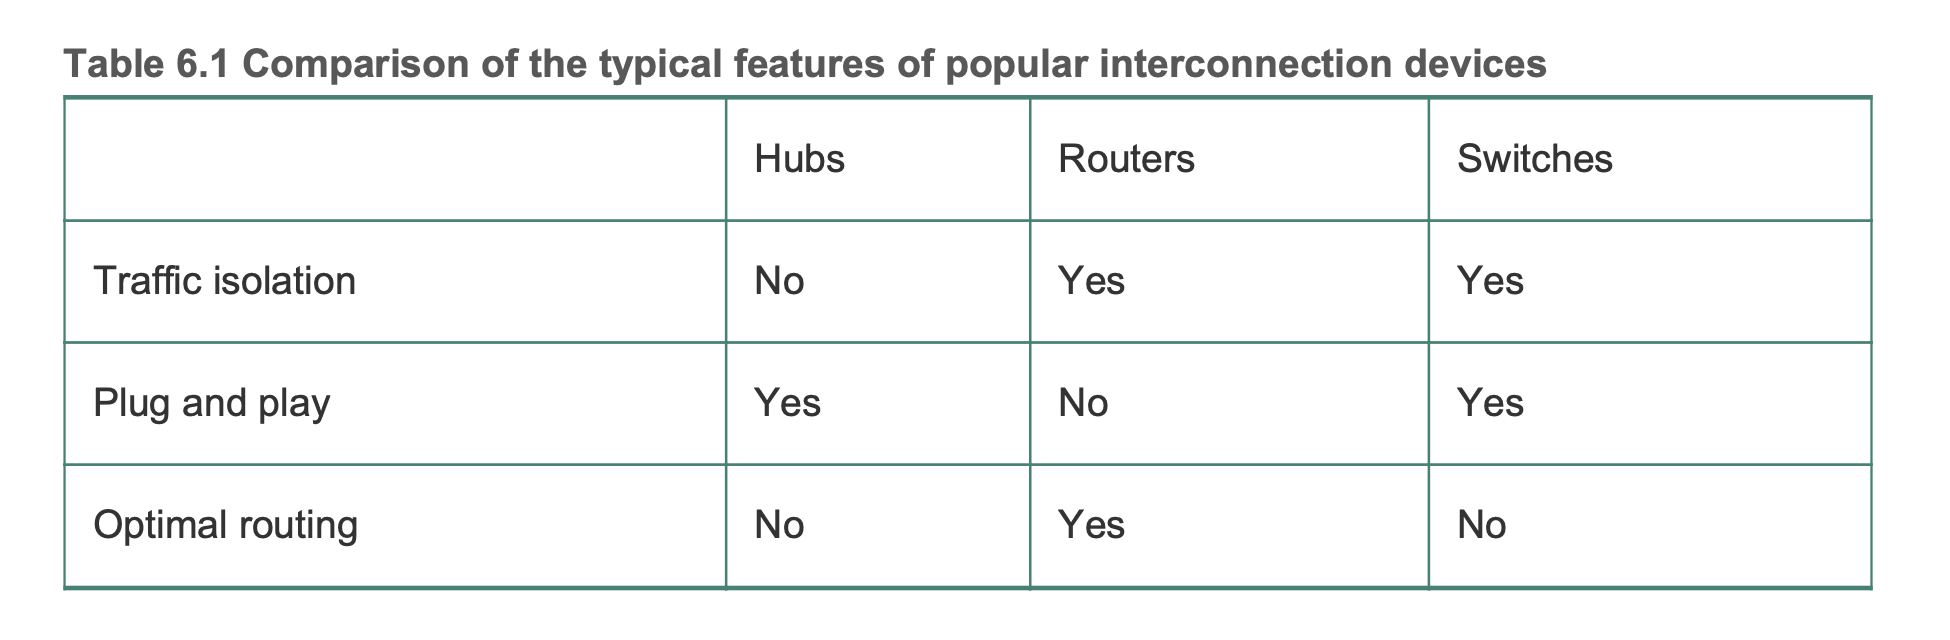 Table 6.1 Comparison of the typical features of popular interconnection devices
Hubs Routers Switches
Traffic isolation No Yes Yes
Plug and play Yes No Yes
Optimal routing No Yes No